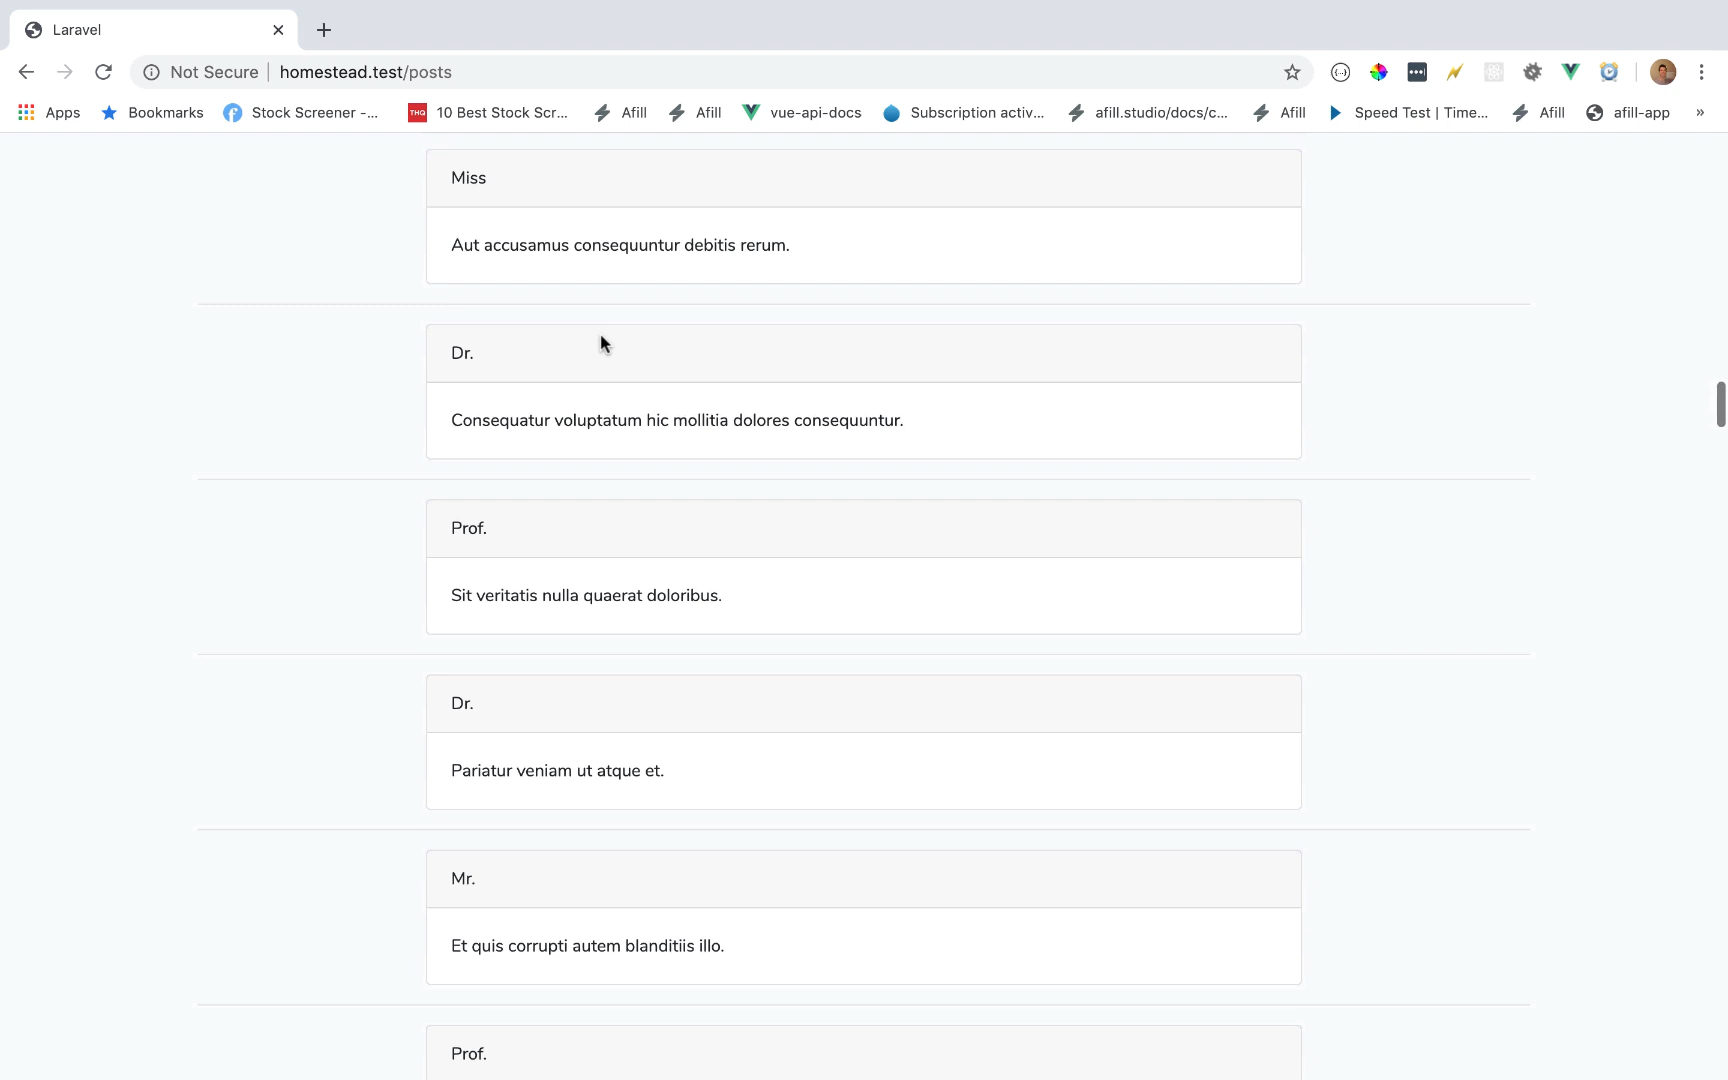 Laravel
Not Secure | homestead.test/posts
Apps Bookmarks Stock Screener -... THQ 10 Best Stock Scr... Afill Afill vue-api-docs Subscription activ... afill.studio/docs/c... Afill Speed Test | Time... Afill afill-app »
Miss
Aut accusamus consequuntur debitis rerum.
Dr.
Consequatur voluptatum hic mollitia dolores consequuntur.
Prof.
Sit veritatis nulla quaerat doloribus.
Dr.
Pariatur veniam ut atque et.
Mr.
Et quis corrupti autem blanditiis illo.
Prof.